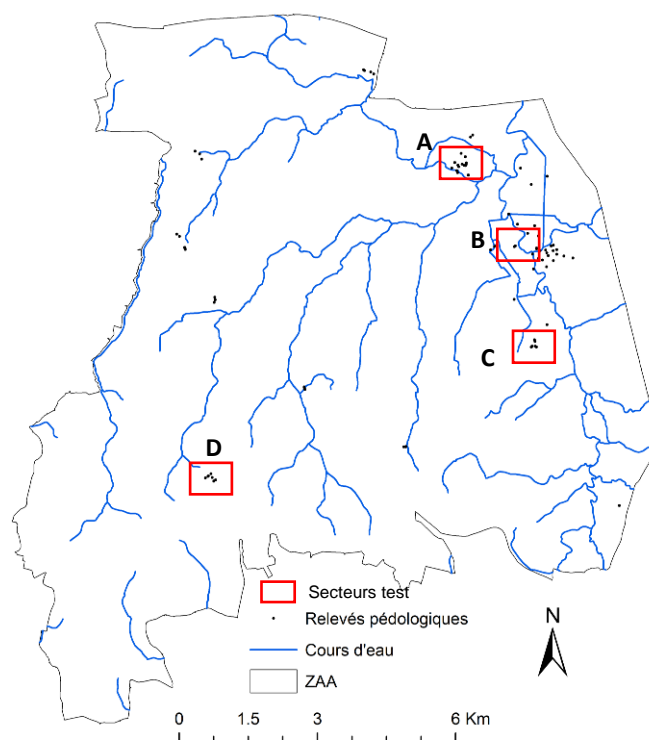 A
B
C
D
Secteurs test
Relevés pédologiques
N
Cours d'eau
ZAA
0 1.5 3 6 Km